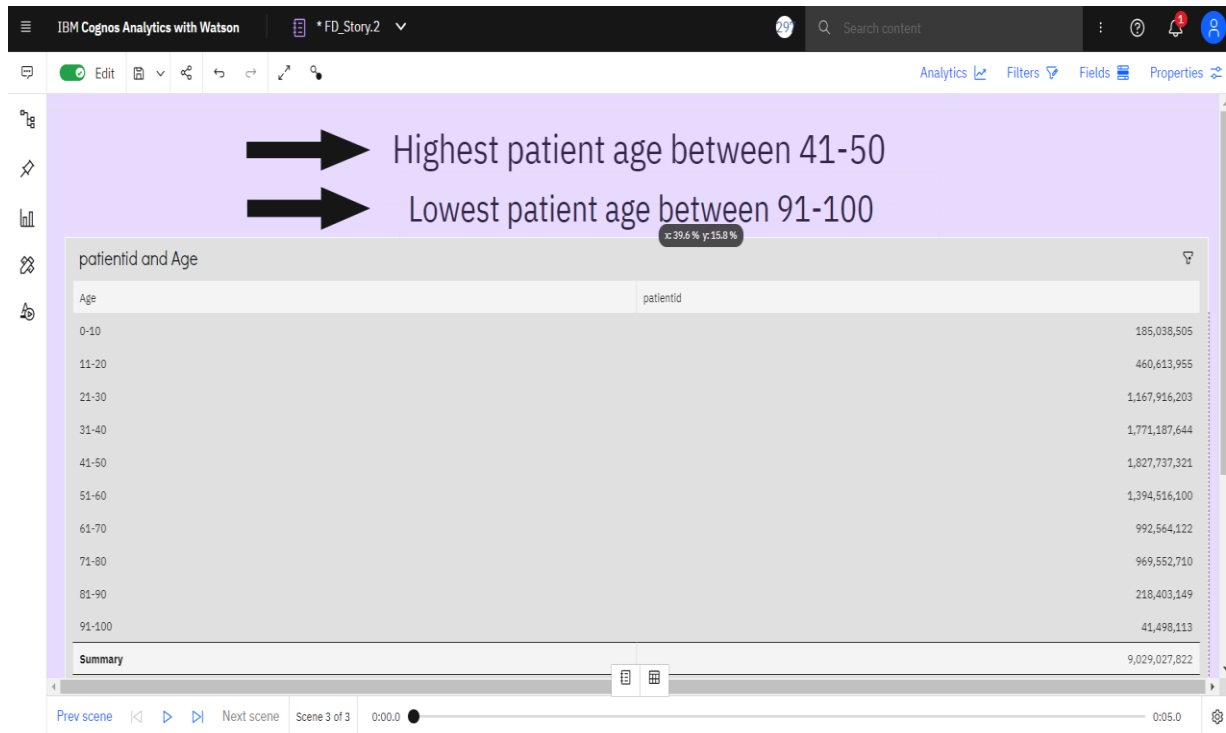 IBM Cognos Analytics with Watson
* FD_Story.2
Search content
1
Edit
Analytics
Filters
Fields
Properties
Highest patient age between 41-50
Lowest patient age between 91-100
x: 39.6 % y: 15.8 %
patientid and Age
Age patientid
0-10 185,038,505
11-20 460,613,955
21-30 1,167,916,203
31-40 1,771,187,644
41-50 1,827,737,321
51-60 1,394,516,100
61-70 992,564,122
71-80 969,552,710
81-90 218,403,149
91-100 41,498,113
Summary 9,029,027,822
Prev scene Next scene Scene 3 of 3 0:00.0 0:05.0